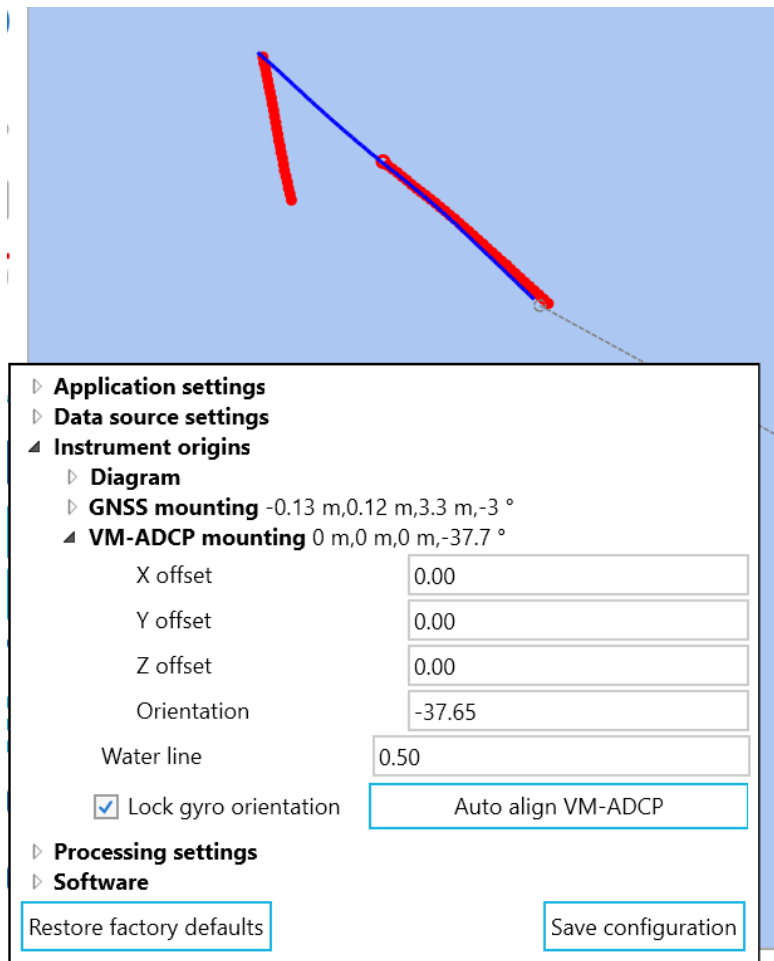 Application settings
Data source settings
Instrument origins
Diagram
GNSS mounting -0.13 m,0.12 m,3.3 m,-3 °
VM-ADCP mounting 0 m,0 m,0 m,-37.7 °
X offset 0.00
Y offset 0.00
Z offset 0.00
Orientation -37.65
Water line 0.50
Lock gyro orientation Auto align VM-ADCP
Processing settings
Software
Restore factory defaults Save configuration